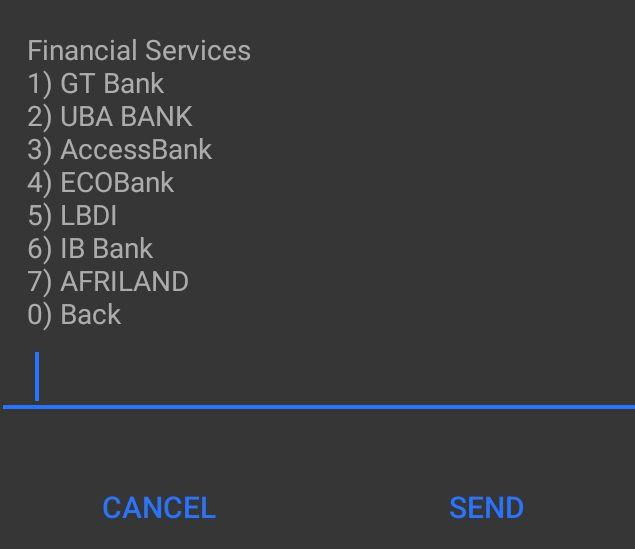 Financial Services
1) GT Bank
2) UBA BANK
3) AccessBank
4) ECOBank
5) LBDI
6) IB Bank
7) AFRILAND
0) Back
CANCEL SEND